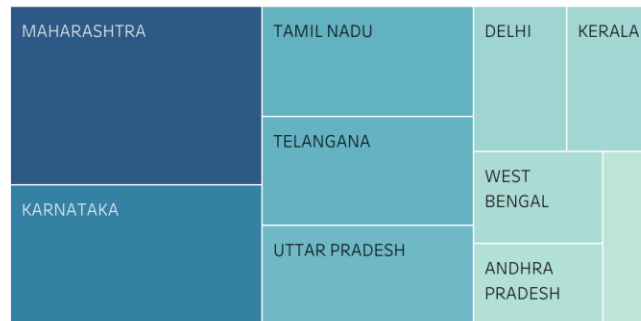 MAHARASHTRA
KARNATAKA
TAMIL NADU
TELANGANA
UTTAR PRADESH
DELHI
KERALA
WEST
BENGAL
ANDHRA
PRADESH